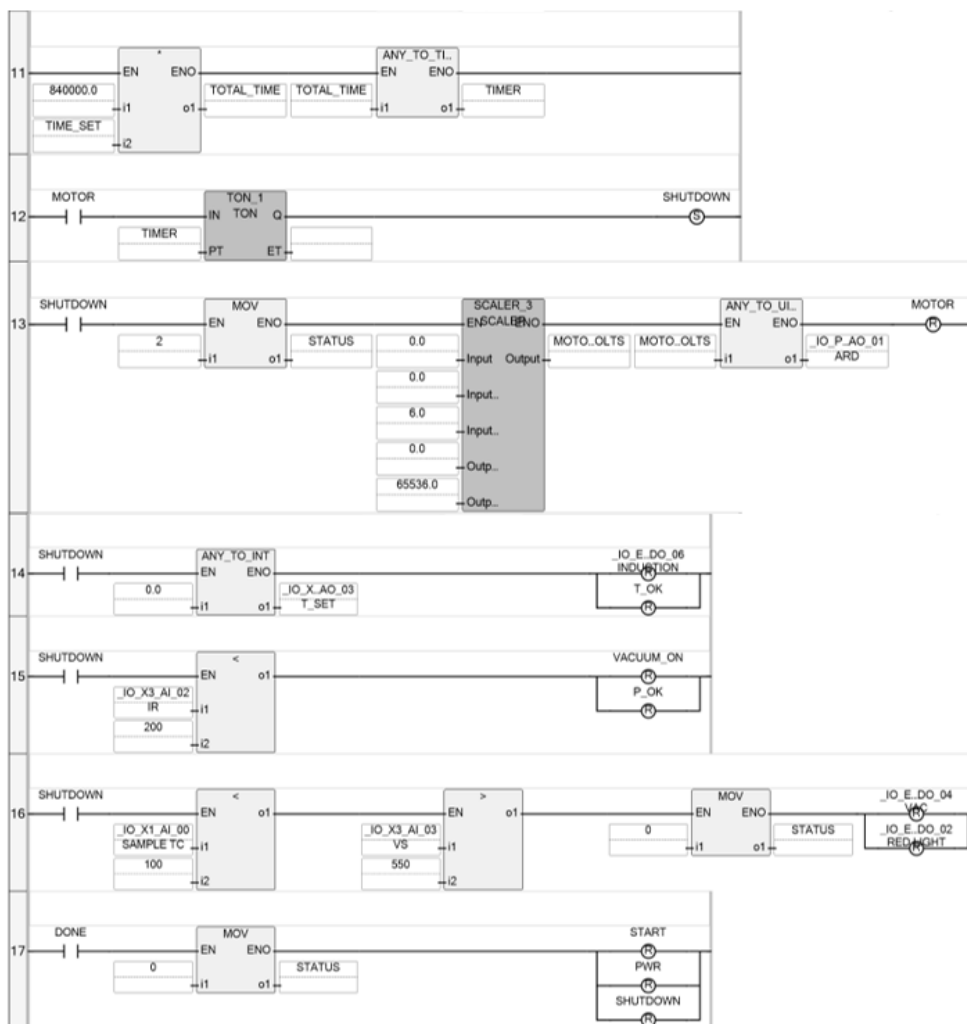 11
*
EN ENO
840000.0
i1 o1
TOTAL_TIME
TIME_SET
i2
ANY_TO_TI..
EN ENO
TOTAL_TIME
i1 o1
TIMER
12
MOTOR
TON_1
TON
IN Q
TIMER
PT ET
SHUTDOWN
S
13
SHUTDOWN
MOV
EN ENO
2
i1 o1
STATUS
SCALER_3
SCALER
EN ENO
0.0
Input Output
MOTO..OLTS
0.0
Input..
6.0
Input..
0.0
Outp..
65536.0
Outp..
ANY_TO_UI..
EN ENO
MOTO..OLTS
i1 o1
_IO_P..AO_01
ARD
MOTOR
R
14
SHUTDOWN
ANY_TO_INT
EN ENO
0.0
i1 o1
_IO_X..AO_03
T_SET
_IO_E..DO_06
INDUCTION
R
T_OK
R
15
SHUTDOWN
<
EN o1
_IO_X3_AI_02
IR
i1
200
i2
VACUUM_ON
R
P_OK
R
16
SHUTDOWN
<
EN o1
_IO_X1_AI_00
SAMPLE TC
i1
100
i2
>
EN o1
_IO_X3_AI_03
VS
i1
550
i2
MOV
EN ENO
0
i1 o1
STATUS
_IO_E..DO_04
VAC
R
_IO_E..DO_02
RED LIGHT
R
17
DONE
MOV
EN ENO
0
i1 o1
STATUS
START
R
PWR
R
SHUTDOWN
R